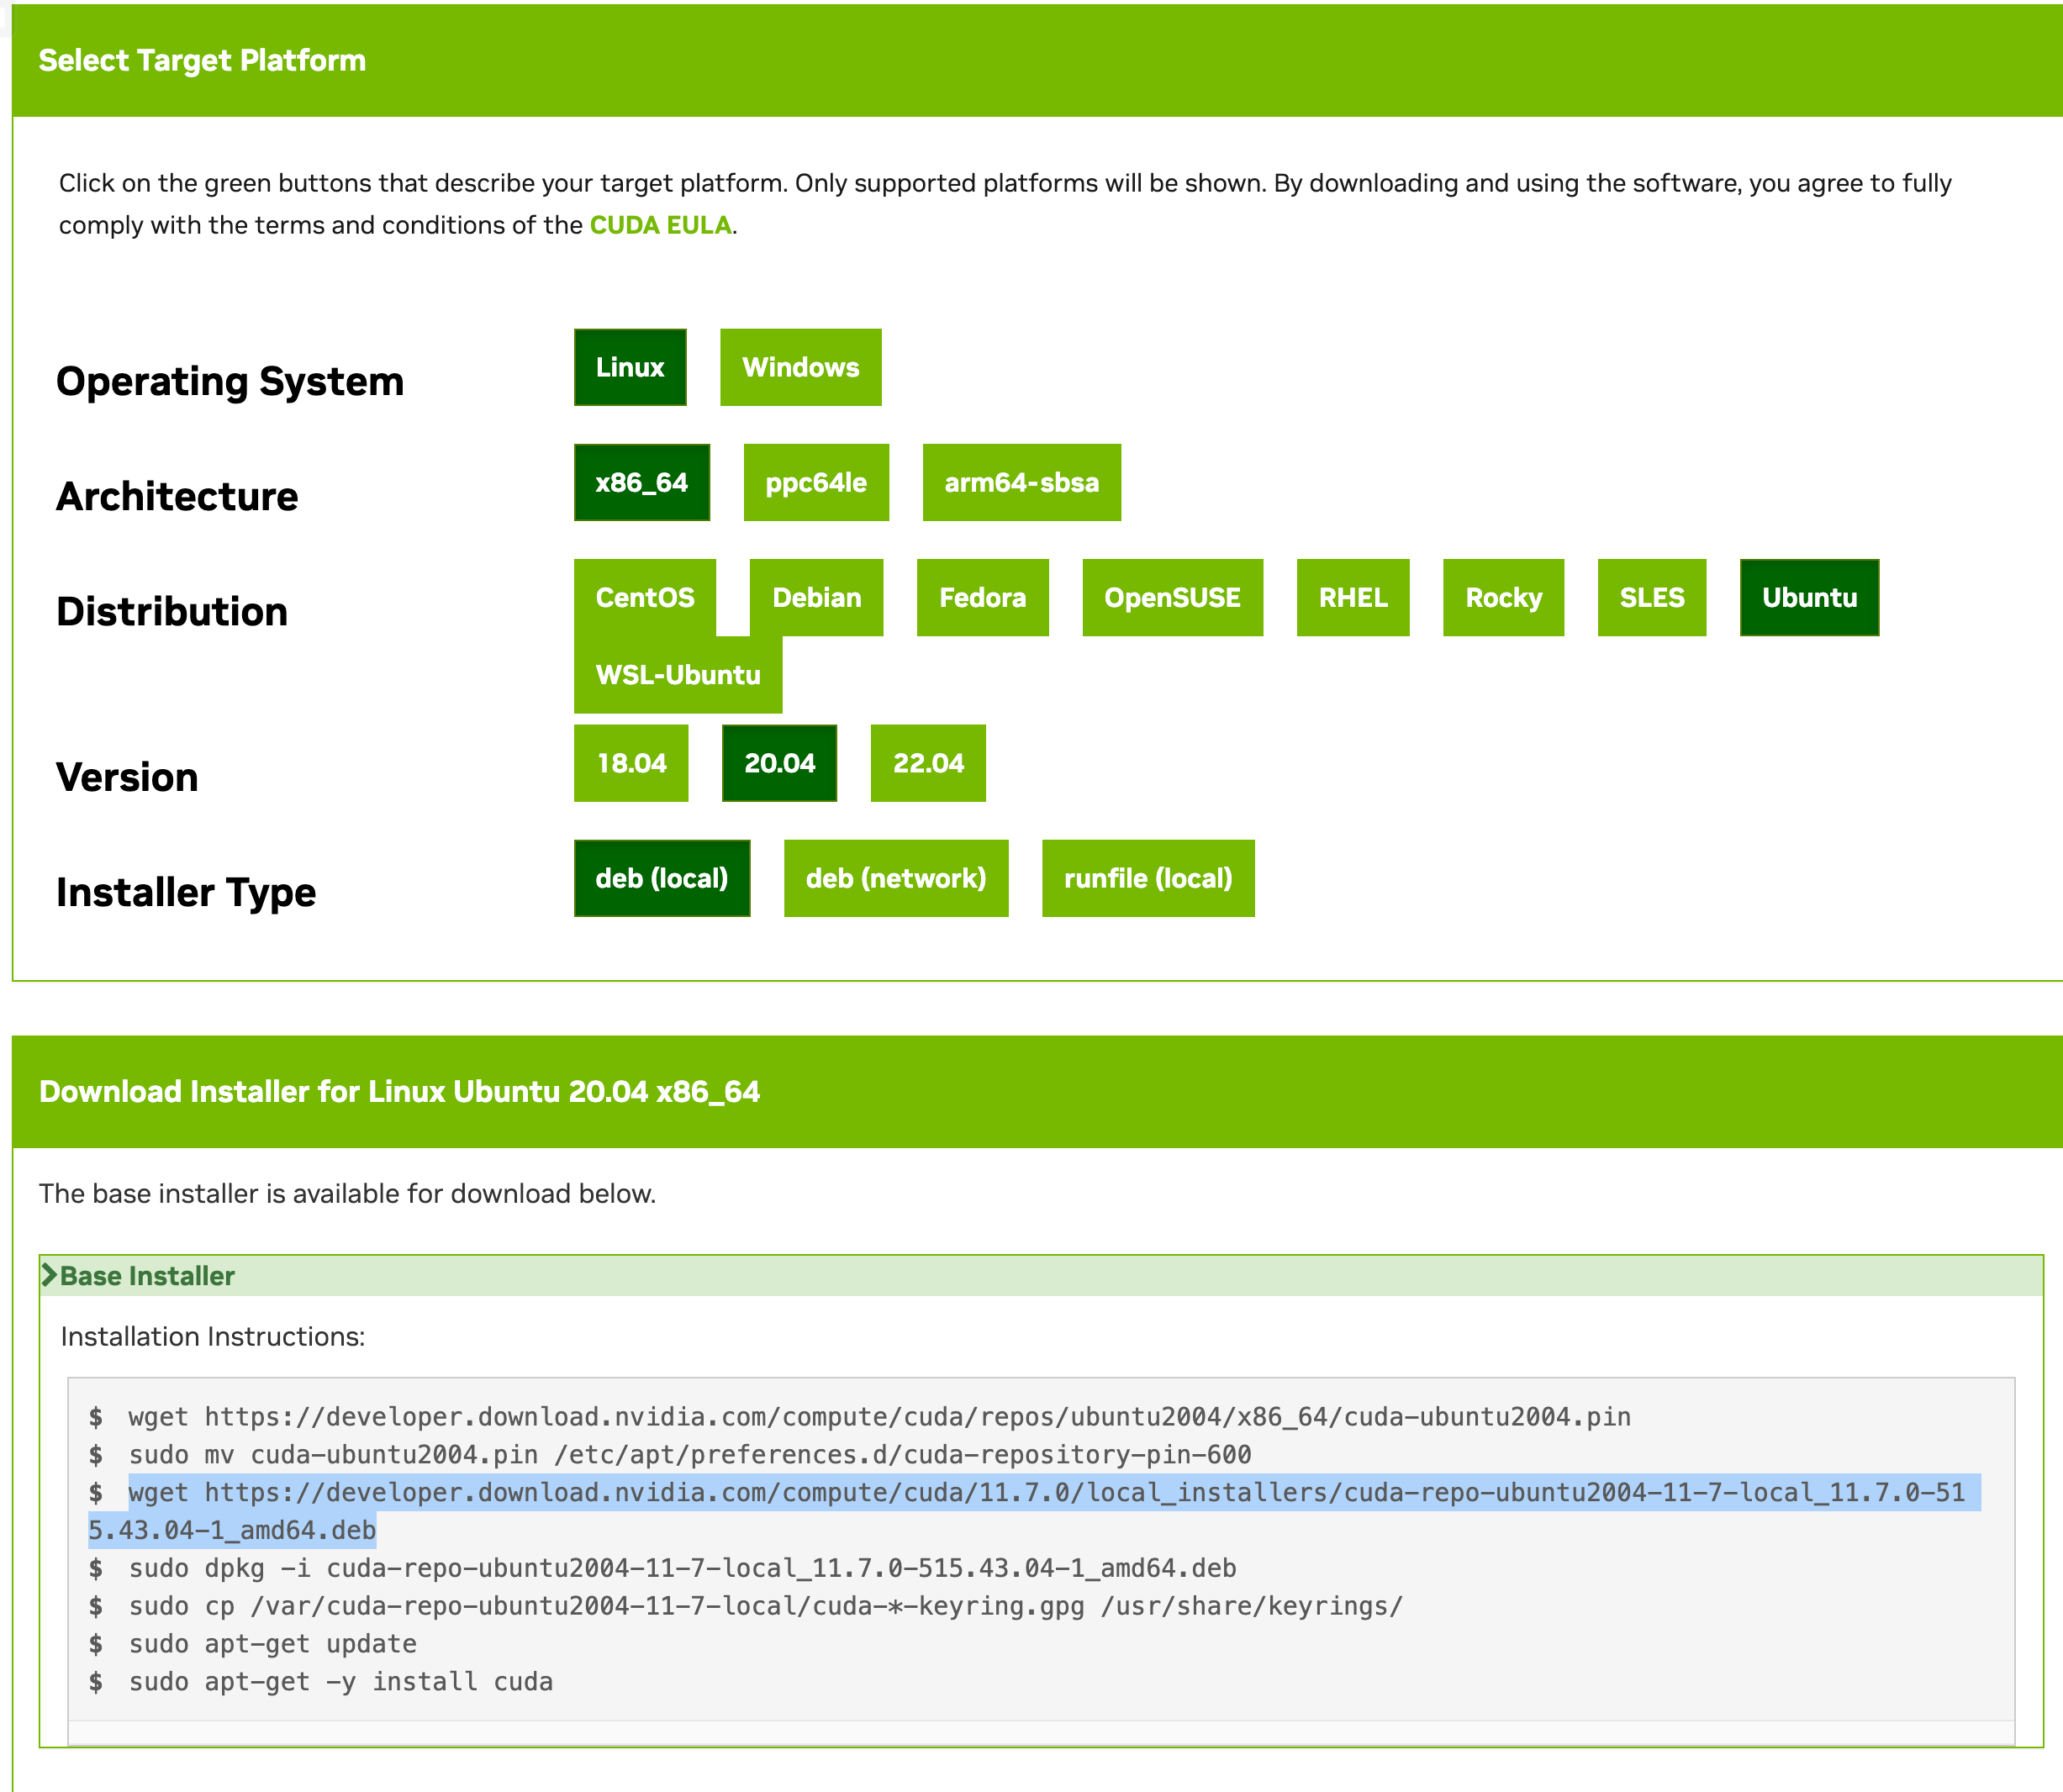 Select Target Platform
Click on the green buttons that describe your target platform. Only supported platforms will be shown. By downloading and using the software, you agree to fully
comply with the terms and conditions of the CUDA EULA.
Operating System
Linux Windows
Architecture
x86_64 ppc64le arm64-sbsa
Distribution
CentOS Debian Fedora OpenSUSE RHEL Rocky SLES Ubuntu
WSL-Ubuntu
Version
18.04 20.04 22.04
Installer Type
deb (local) deb (network) runfile (local)
Download Installer for Linux Ubuntu 20.04 x86_64
The base installer is available for download below.
Base Installer
Installation Instructions:
$ wget https://developer.download.nvidia.com/compute/cuda/repos/ubuntu2004/x86_64/cuda-ubuntu2004.pin
$ sudo mv cuda-ubuntu2004.pin /etc/apt/preferences.d/cuda-repository-pin-600
$ wget https://developer.download.nvidia.com/compute/cuda/11.7.0/local_installers/cuda-repo-ubuntu2004-11-7-local_11.7.0-51
5.43.04-1_amd64.deb
$ sudo dpkg -i cuda-repo-ubuntu2004-11-7-local_11.7.0-515.43.04-1_amd64.deb
$ sudo cp /var/cuda-repo-ubuntu2004-11-7-local/cuda-*-keyring.gpg /usr/share/keyrings/
$ sudo apt-get update
$ sudo apt-get -y install cuda